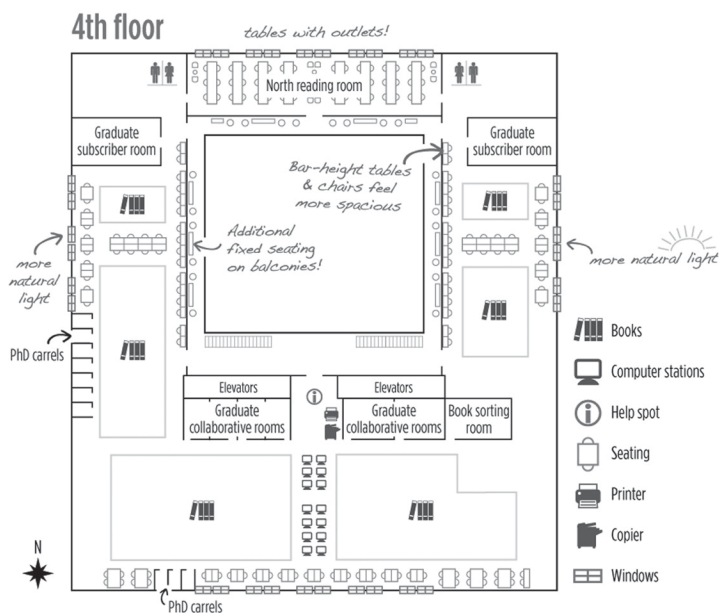 4th floor
tables with outlets!
North reading room
Graduate
subscriber room
Graduate
subscriber room
Bar-height tables
& chairs feel
more spacious
Additional
fixed seating
on balconies!
more
natural
light
more natural light
PhD carrels
Elevators
Elevators
Graduate
collaborative rooms
Graduate
collaborative rooms
Book sorting
room
Books
Computer stations
Help spot
Seating
Printer
Copier
Windows
N
PhD carrels